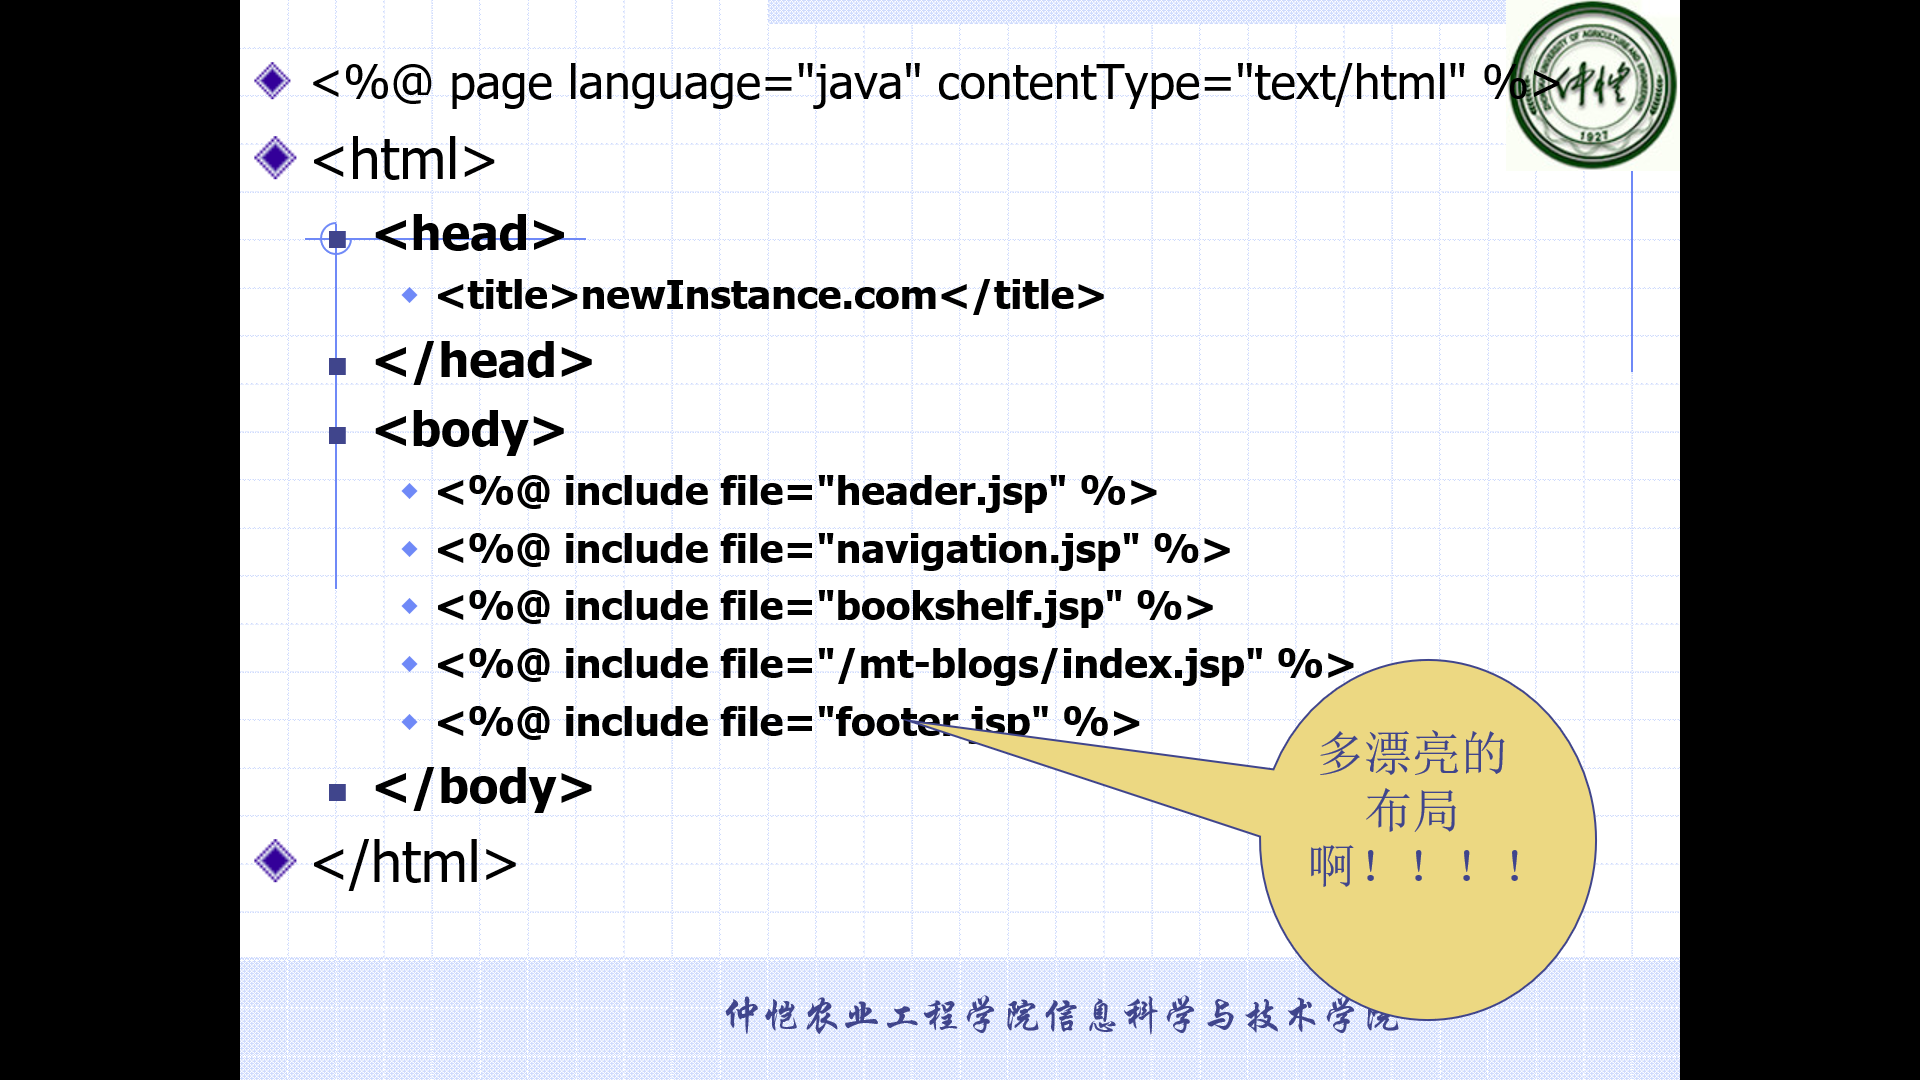 <%@ page language="java" contentType="text/html" %>
<html>
<head>
<title>newInstance.com</title>
</head>
<body>
<%@ include file="header.jsp" %>
<%@ include file="navigation.jsp" %>
<%@ include file="bookshelf.jsp" %>
<%@ include file="/mt-blogs/index.jsp" %>
<%@ include file="footer.jsp" %>
</body>
</html>
多漂亮的
布局
啊！！！！
仲恺
1927
仲恺农业工程学院信息科学与技术学院